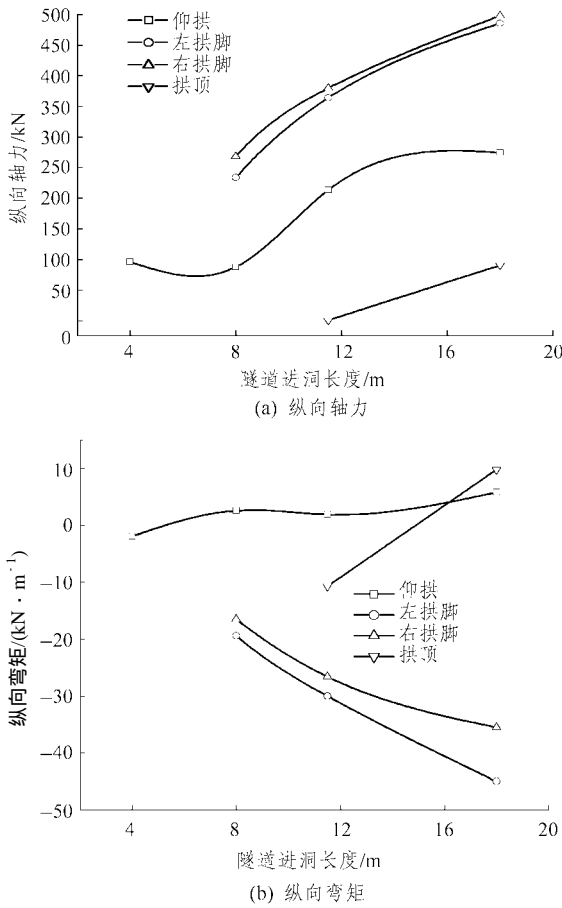 500
450
400
350
300
250
200
150
100
50
0
纵向轴力/kN
仰拱
左拱脚
右拱脚
拱顶
4 8 12 16 20
隧道进洞长度/m
(a) 纵向轴力
10
0
−10
−20
−30
−40
−50
纵向弯矩/(kN·m⁻¹)
仰拱
左拱脚
右拱脚
拱顶
4 8 12 16 20
隧道进洞长度/m
(b) 纵向弯矩